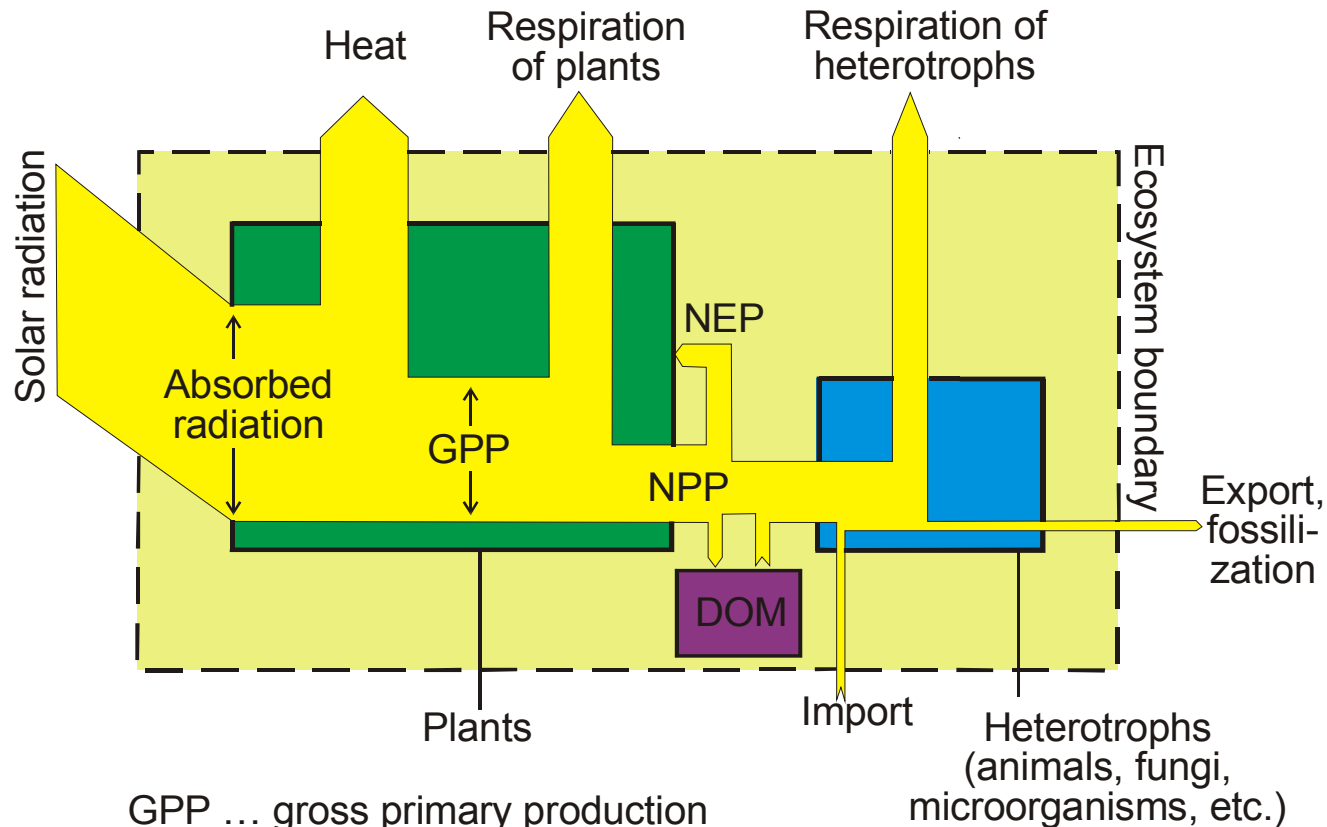 Heat
Respiration
of plants
Respiration of
heterotrophs
Solar radiation
Ecosystem boundary
Absorbed
radiation
GPP
NEP
NPP
DOM
Export,
fossili-
zation
Plants
Import
Heterotrophs
(animals, fungi,
microorganisms, etc.)
GPP … gross primary production